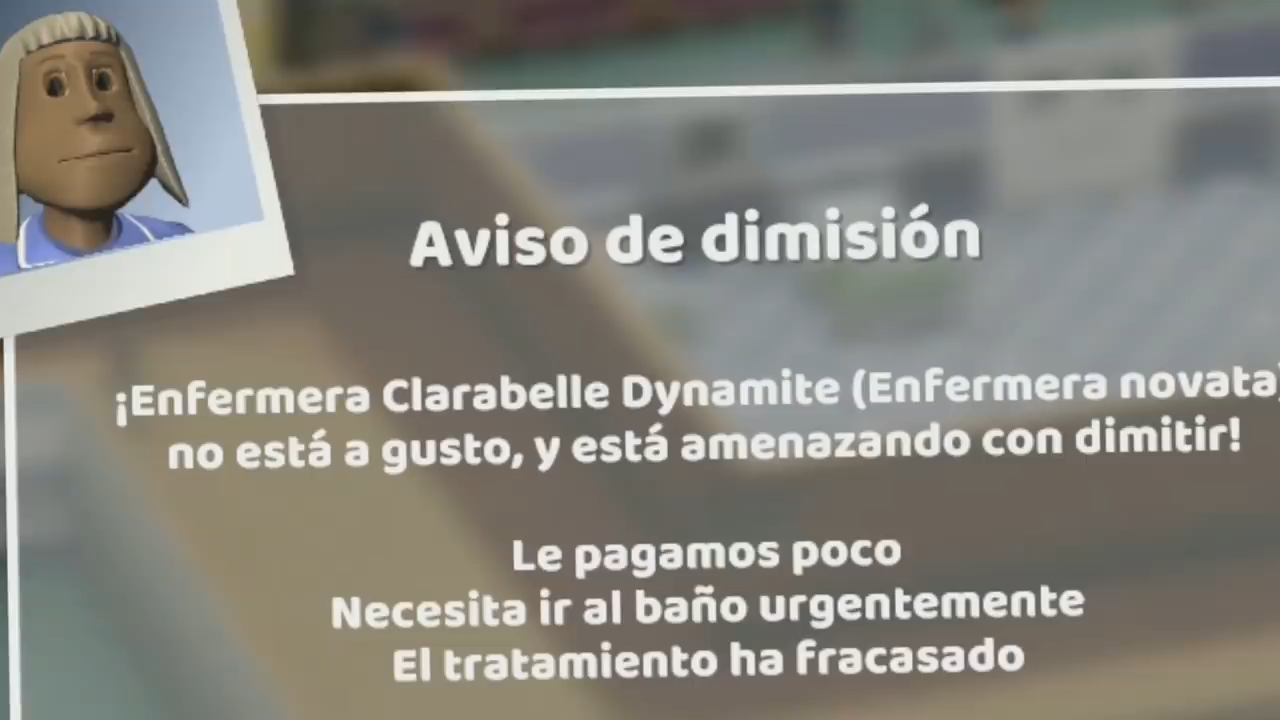 Aviso de dimisión
¡Enfermera Clarabelle Dynamite (Enfermera novata)
no está a gusto, y está amenazando con dimitir!
Le pagamos poco
Necesita ir al baño urgentemente
El tratamiento ha fracasado